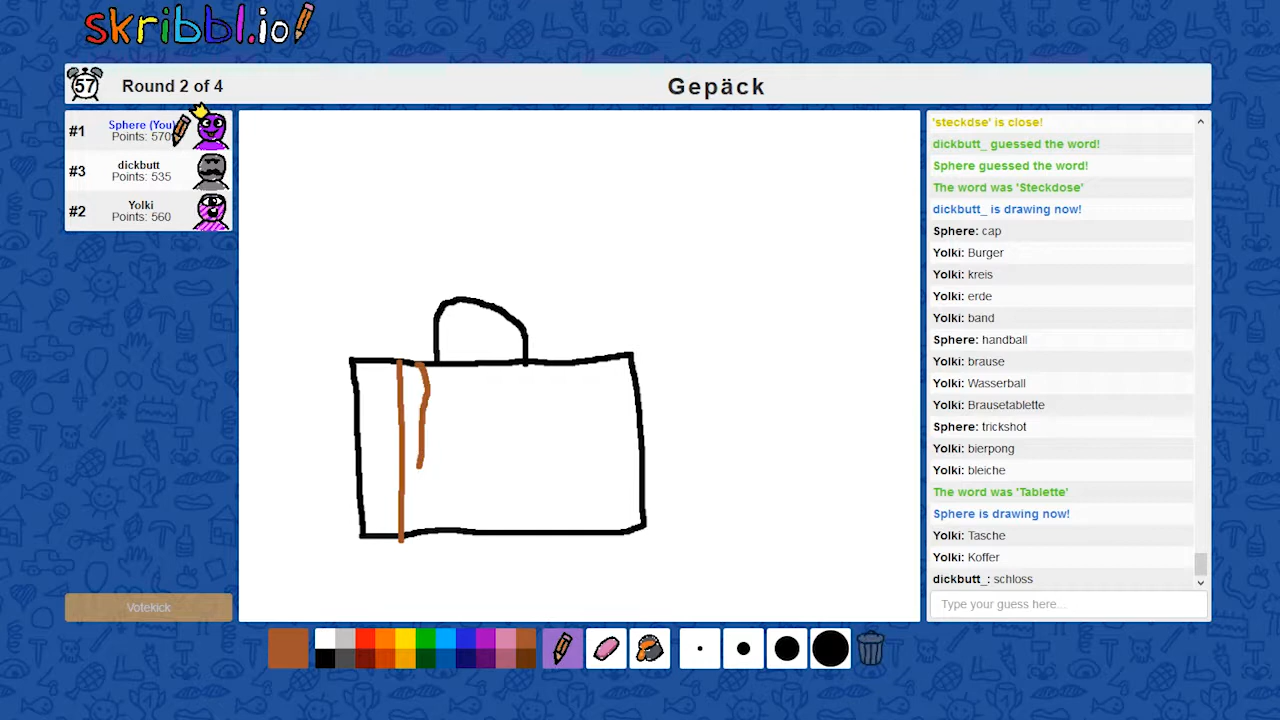 skribbl.io
57
Round 2 of 4
Gepäck
#1
Sphere (You)
Points: 570
#3
dickbutt_
Points: 535
#2
Yolki
Points: 560
Votekick
'steckdse' is close!
dickbutt_ guessed the word!
Sphere guessed the word!
The word was 'Steckdose'
dickbutt_ is drawing now!
Sphere: cap
Yolki: Burger
Yolki: kreis
Yolki: erde
Yolki: band
Sphere: handball
Yolki: brause
Yolki: Wasserball
Yolki: Brausetablette
Sphere: trickshot
Yolki: bierpong
Yolki: bleiche
The word was 'Tablette'
Sphere is drawing now!
Yolki: Tasche
Yolki: Koffer
dickbutt_: schloss
Type your guess here...